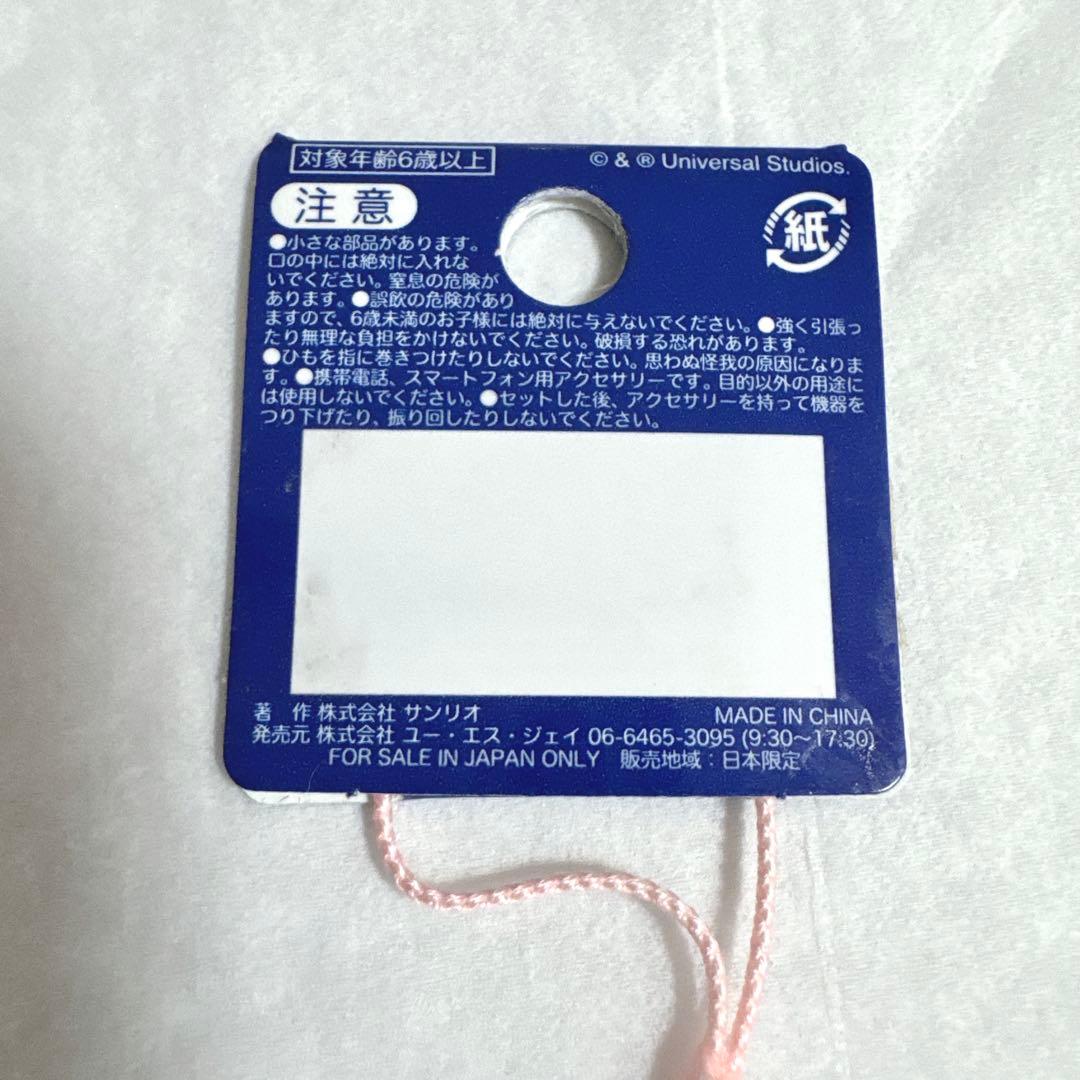 対象年齢6歳以上
© & ® Universal Studios.
注意
紙
●小さな部品があります。
口の中には絶対に入れな
いでください。窒息の危険が
あります。●誤飲の危険があり
ますので、6歳未満のお子様には絶対に与えないでください。●強く引張っ
たり無理な負担をかけないでください。破損する恐れがあります。
●ひもを指に巻きつけたりしないでください。思わぬ怪我の原因になりま
す。●携帯電話、スマートフォン用アクセサリーです。目的以外の用途に
は使用しないでください。●セットした後、アクセサリーを持って機器を
つり下げたり、振り回したりしないでください。
著 作 株式会社 サンリオ
MADE IN CHINA
発売元 株式会社 ユー・エス・ジェイ 06-6465-3095 (9:30〜17:30)
FOR SALE IN JAPAN ONLY 販売地域：日本限定